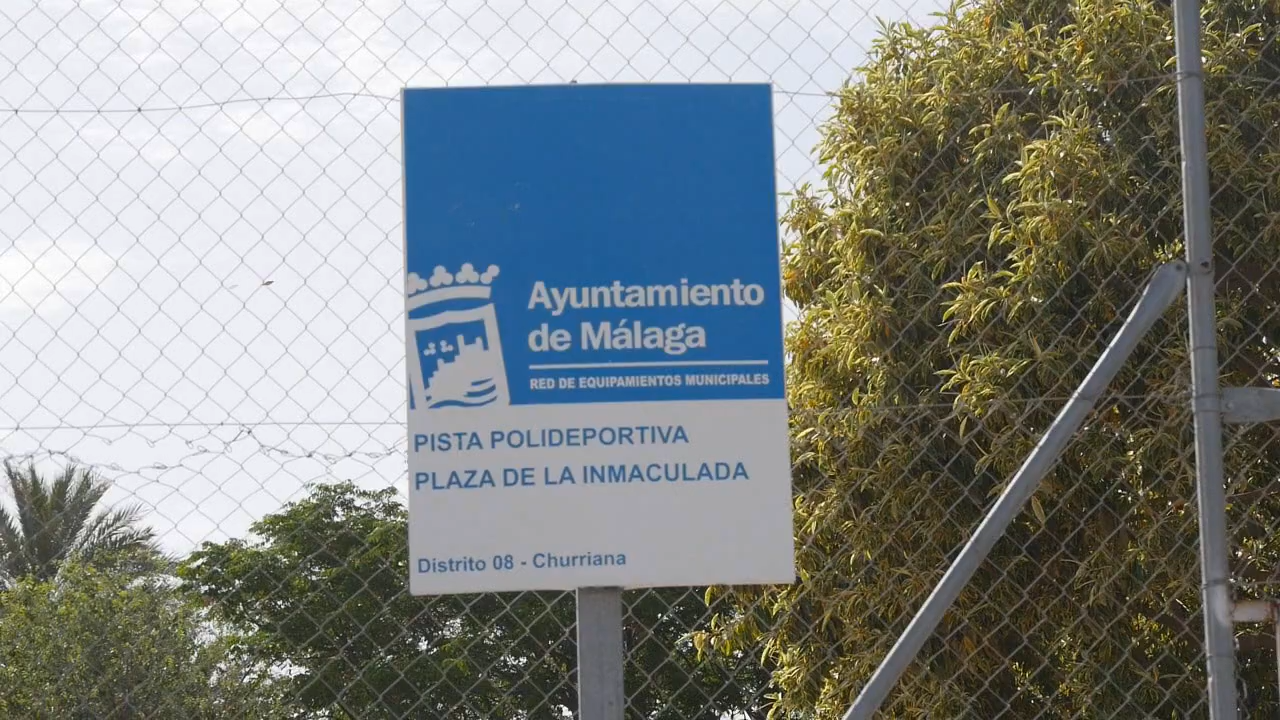 Ayuntamiento
de Málaga
RED DE EQUIPAMIENTOS MUNICIPALES
PISTA POLIDEPORTIVA
PLAZA DE LA INMACULADA
Distrito 08 - Churriana